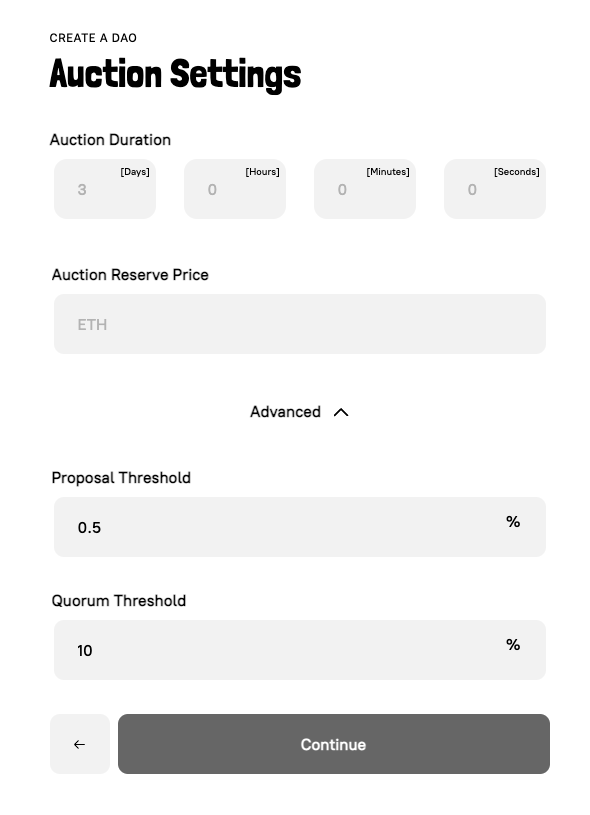 CREATE A DAO
Auction Settings
Auction Duration
[Days] [Hours] [Minutes] [Seconds]
3 0 0 0
Auction Reserve Price
ETH
Advanced
Proposal Threshold
0.5 %
Quorum Threshold
10 %
← Continue